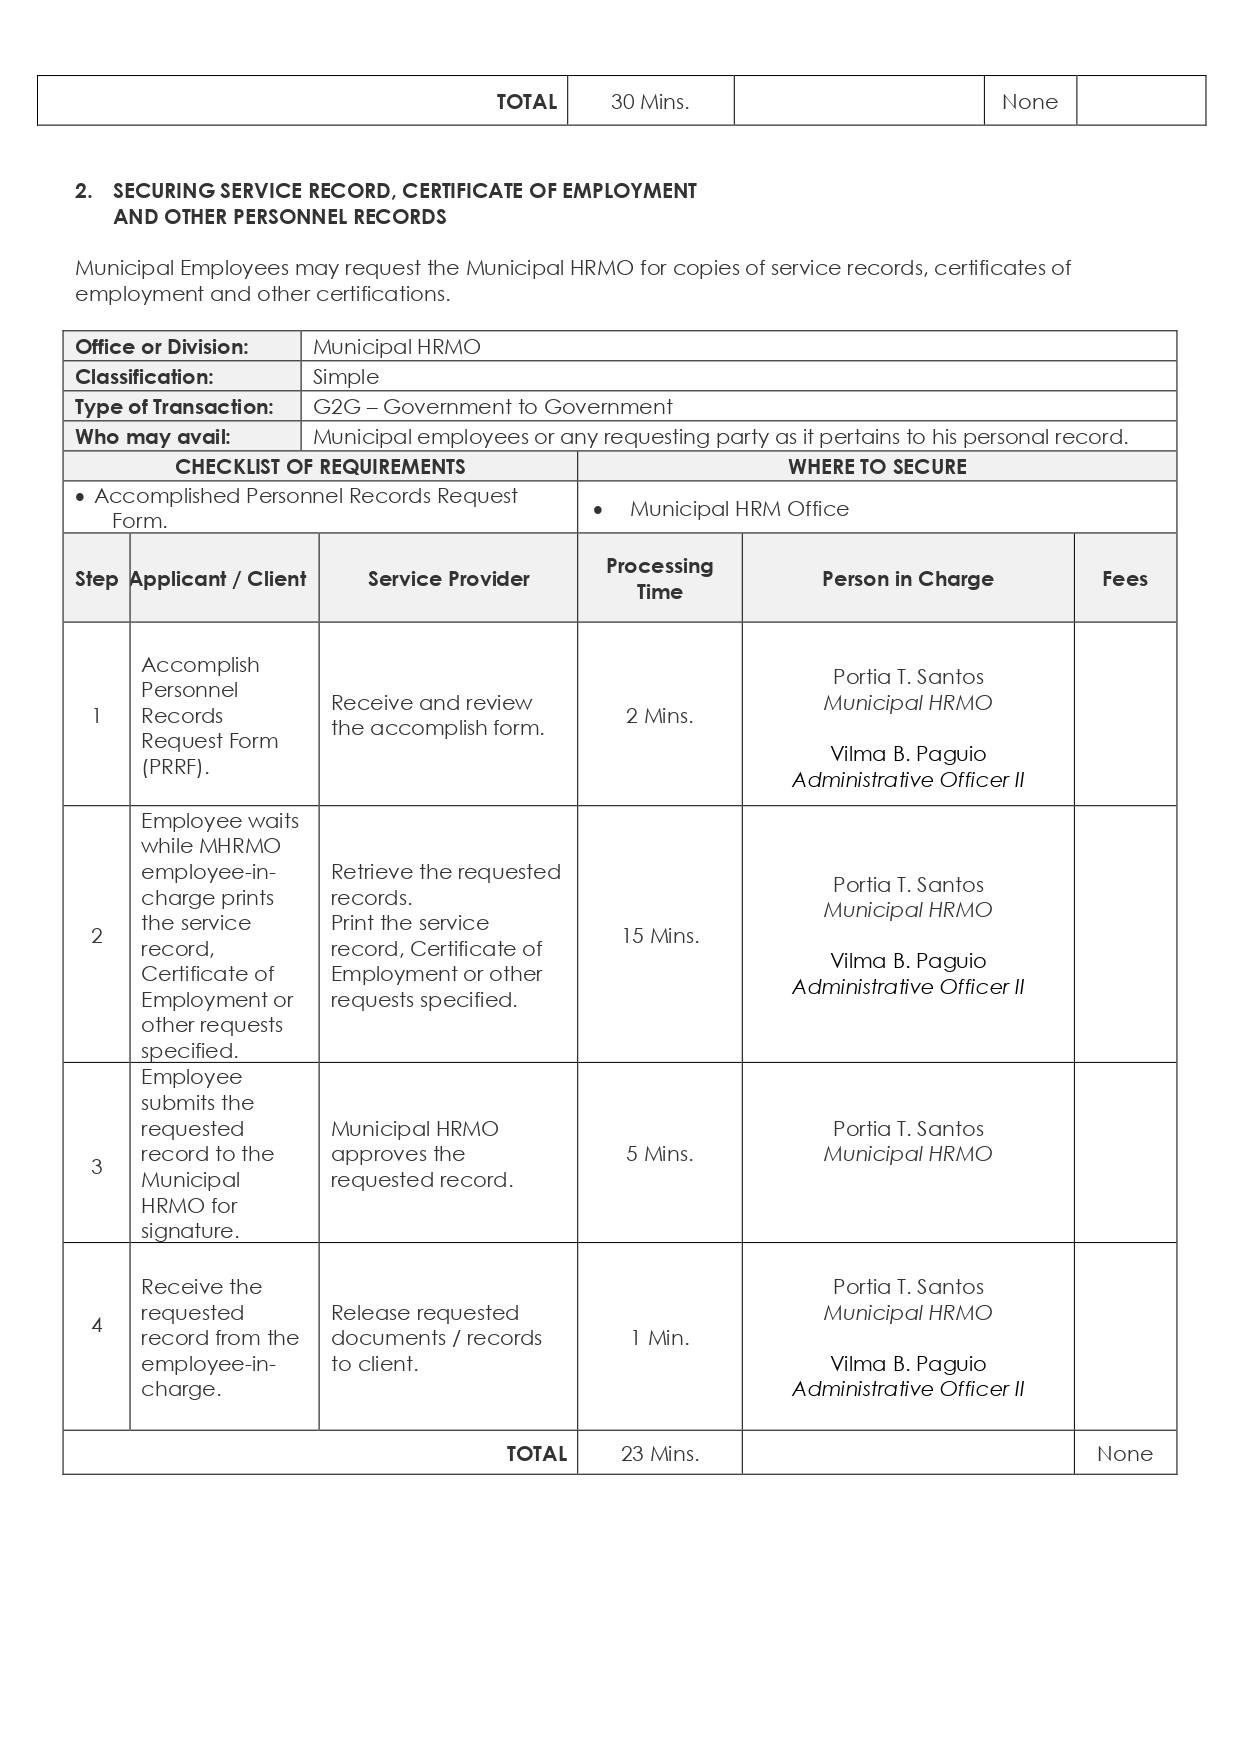 TOTAL 30 Mins. None
2. SECURING SERVICE RECORD, CERTIFICATE OF EMPLOYMENT
AND OTHER PERSONNEL RECORDS
Municipal Employees may request the Municipal HRMO for copies of service records, certificates of
employment and other certifications.
Office or Division: Municipal HRMO
Classification: Simple
Type of Transaction: G2G – Government to Government
Who may avail: Municipal employees or any requesting party as it pertains to his personal record.
CHECKLIST OF REQUIREMENTS WHERE TO SECURE
• Accomplished Personnel Records Request
Form.
• Municipal HRM Office
Step Applicant / Client Service Provider Processing
Time Person in Charge Fees
1
Accomplish
Personnel
Records
Request Form
(PRRF).
Receive and review
the accomplish form.
2 Mins.
Portia T. Santos
Municipal HRMO
Vilma B. Paguio
Administrative Officer II
2
Employee waits
while MHRMO
employee-in-
charge prints
the service
record,
Certificate of
Employment or
other requests
specified.
Retrieve the requested
records.
Print the service
record, Certificate of
Employment or other
requests specified.
15 Mins.
Portia T. Santos
Municipal HRMO
Vilma B. Paguio
Administrative Officer II
3
Employee
submits the
requested
record to the
Municipal
HRMO for
signature.
Municipal HRMO
approves the
requested record.
5 Mins.
Portia T. Santos
Municipal HRMO
4
Receive the
requested
record from the
employee-in-
charge.
Release requested
documents / records
to client.
1 Min.
Portia T. Santos
Municipal HRMO
Vilma B. Paguio
Administrative Officer II
TOTAL 23 Mins. None